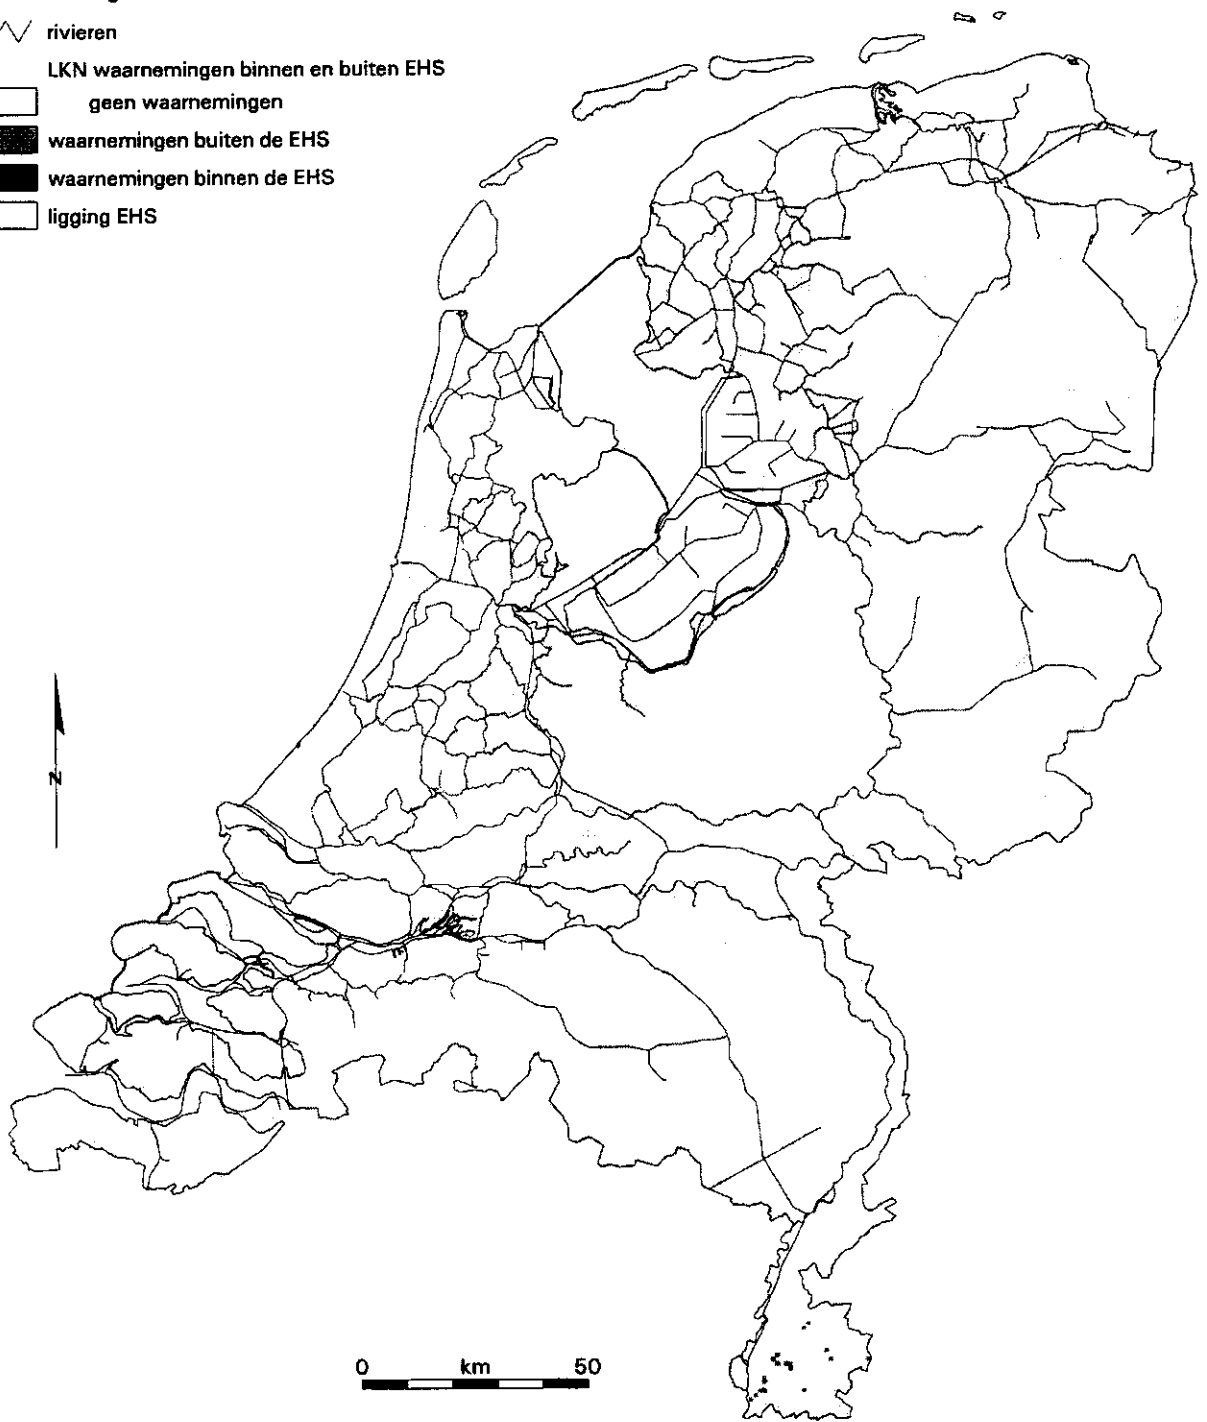 rivieren
LKN waarnemingen binnen en buiten EHS
geen waarnemingen
waarnemingen buiten de EHS
waarnemingen binnen de EHS
ligging EHS
N
0 km 50